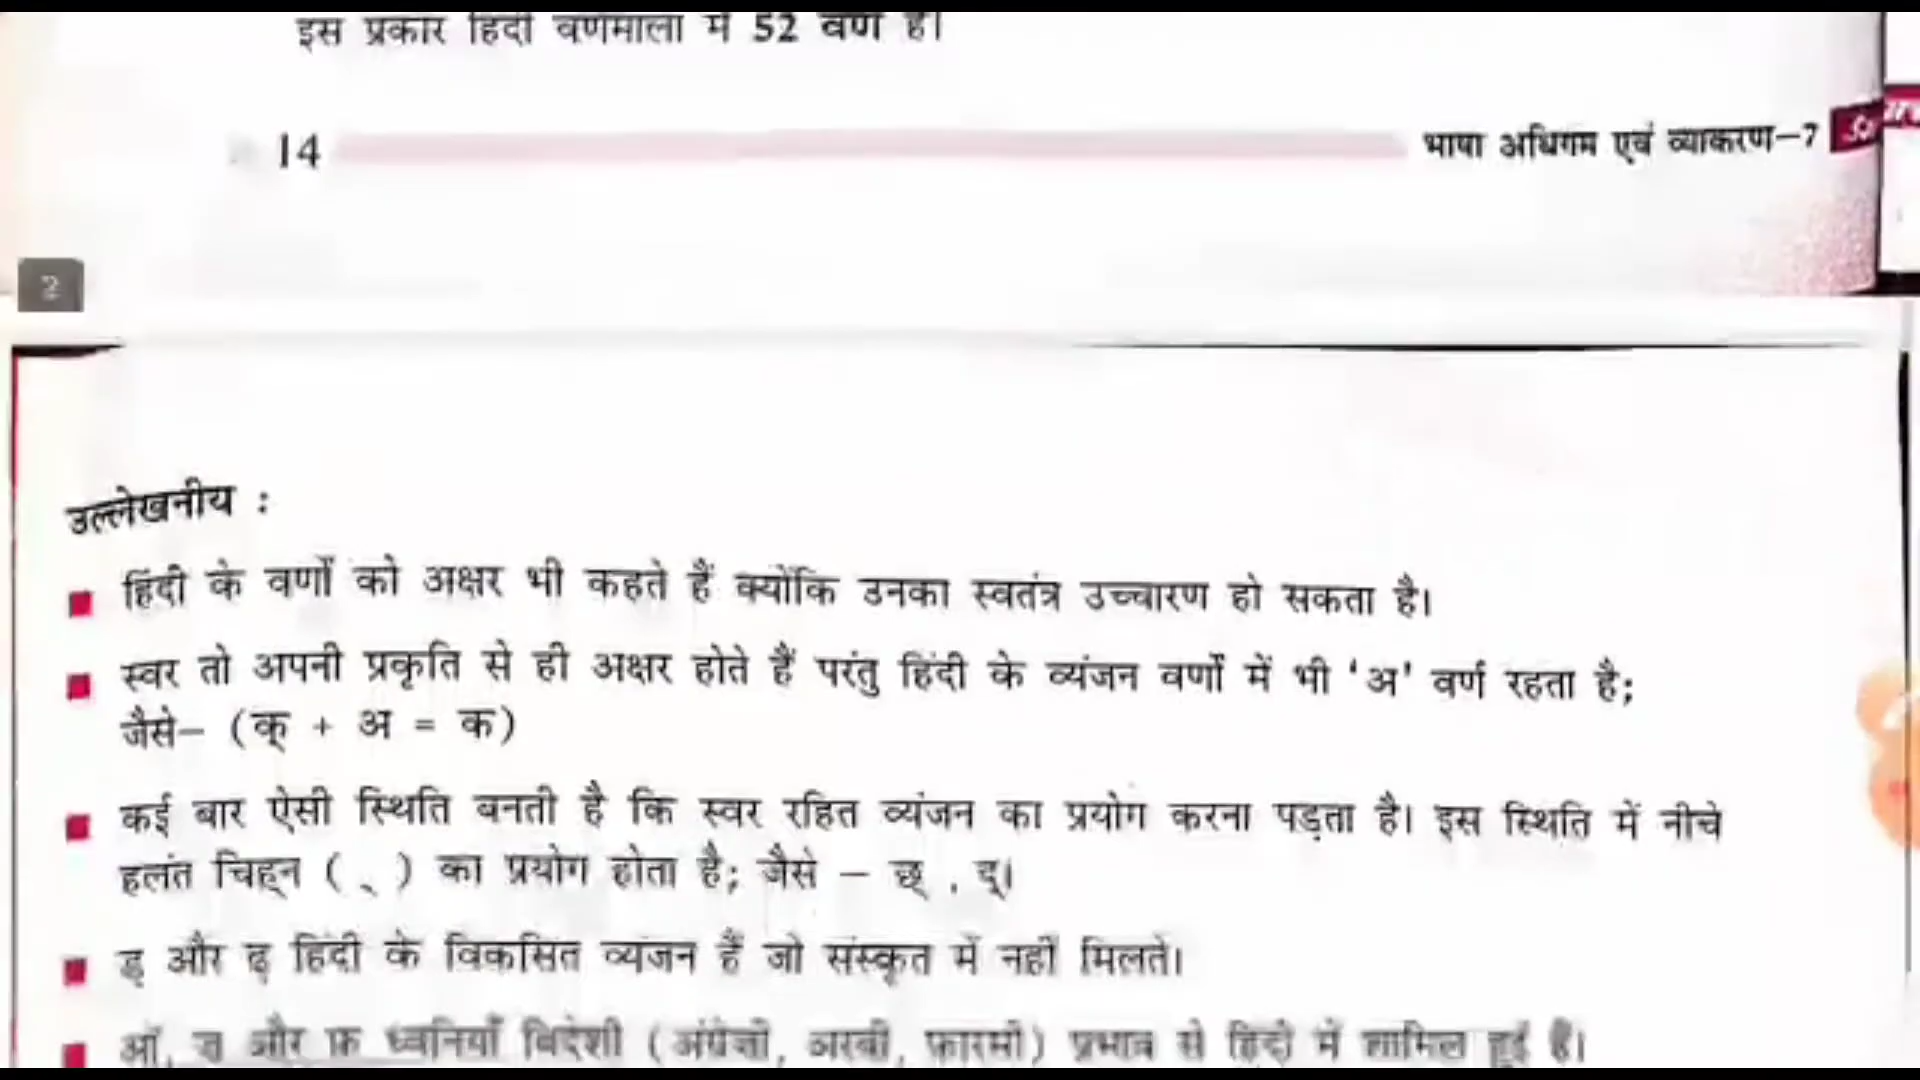 इस प्रकार हिंदी वर्णमाला में 52 वर्ण हैं।
14
भाषा अधिगम एवं व्याकरण–7
2
उल्लेखनीय :
हिंदी के वर्णों को अक्षर भी कहते हैं क्योंकि उनका स्वतंत्र उच्चारण हो सकता है।
स्वर तो अपनी प्रकृति से ही अक्षर होते हैं परंतु हिंदी के व्यंजन वर्णों में भी 'अ' वर्ण रहता है;
जैसे– (क् + अ = क)
कई बार ऐसी स्थिति बनती है कि स्वर रहित व्यंजन का प्रयोग करना पड़ता है। इस स्थिति में नीचे
हलंत चिह्न ( ् ) का प्रयोग होता है; जैसे – छ् , द्।
ड़ और ढ़ हिंदी के विकसित व्यंजन हैं जो संस्कृत में नहीं मिलते।
ऑ, ज़ और फ़ ध्वनियाँ विदेशी (अंग्रेज़ी, अरबी, फ़ारसी) प्रभाव से हिंदी में शामिल हुई हैं।